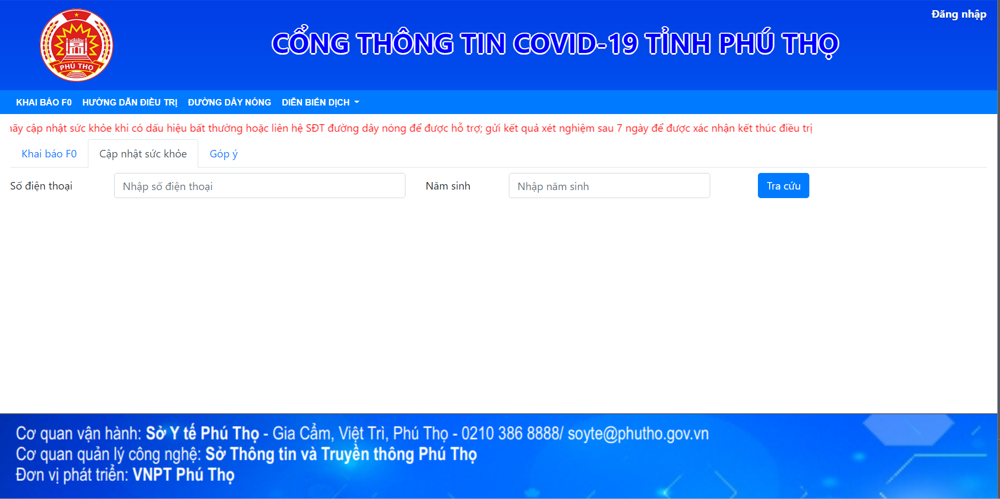 Đăng nhập
PHÚ THỌ
CỔNG THÔNG TIN COVID-19 TỈNH PHÚ THỌ
KHAI BÁO F0 HƯỚNG DẪN ĐIỀU TRỊ ĐƯỜNG DÂY NÓNG DIỄN BIẾN DỊCH
cập nhật sức khỏe khi có dấu hiệu bất thường hoặc liên hệ SĐT đường dây nóng để được hỗ trợ; gửi kết quả xét nghiệm sau 7 ngày để được xác nhận kết thúc điều trị
Khai báo F0 Cập nhật sức khỏe Góp ý
Số điện thoại Nhập số điện thoại Năm sinh Nhập năm sinh Tra cứu
Cơ quan vận hành: Sở Y tế Phú Thọ - Gia Cẩm, Việt Trì, Phú Thọ - 0210 386 8888/ soyte@phutho.gov.vn
Cơ quan quản lý công nghệ: Sở Thông tin và Truyền thông Phú Thọ
Đơn vị phát triển: VNPT Phú Thọ